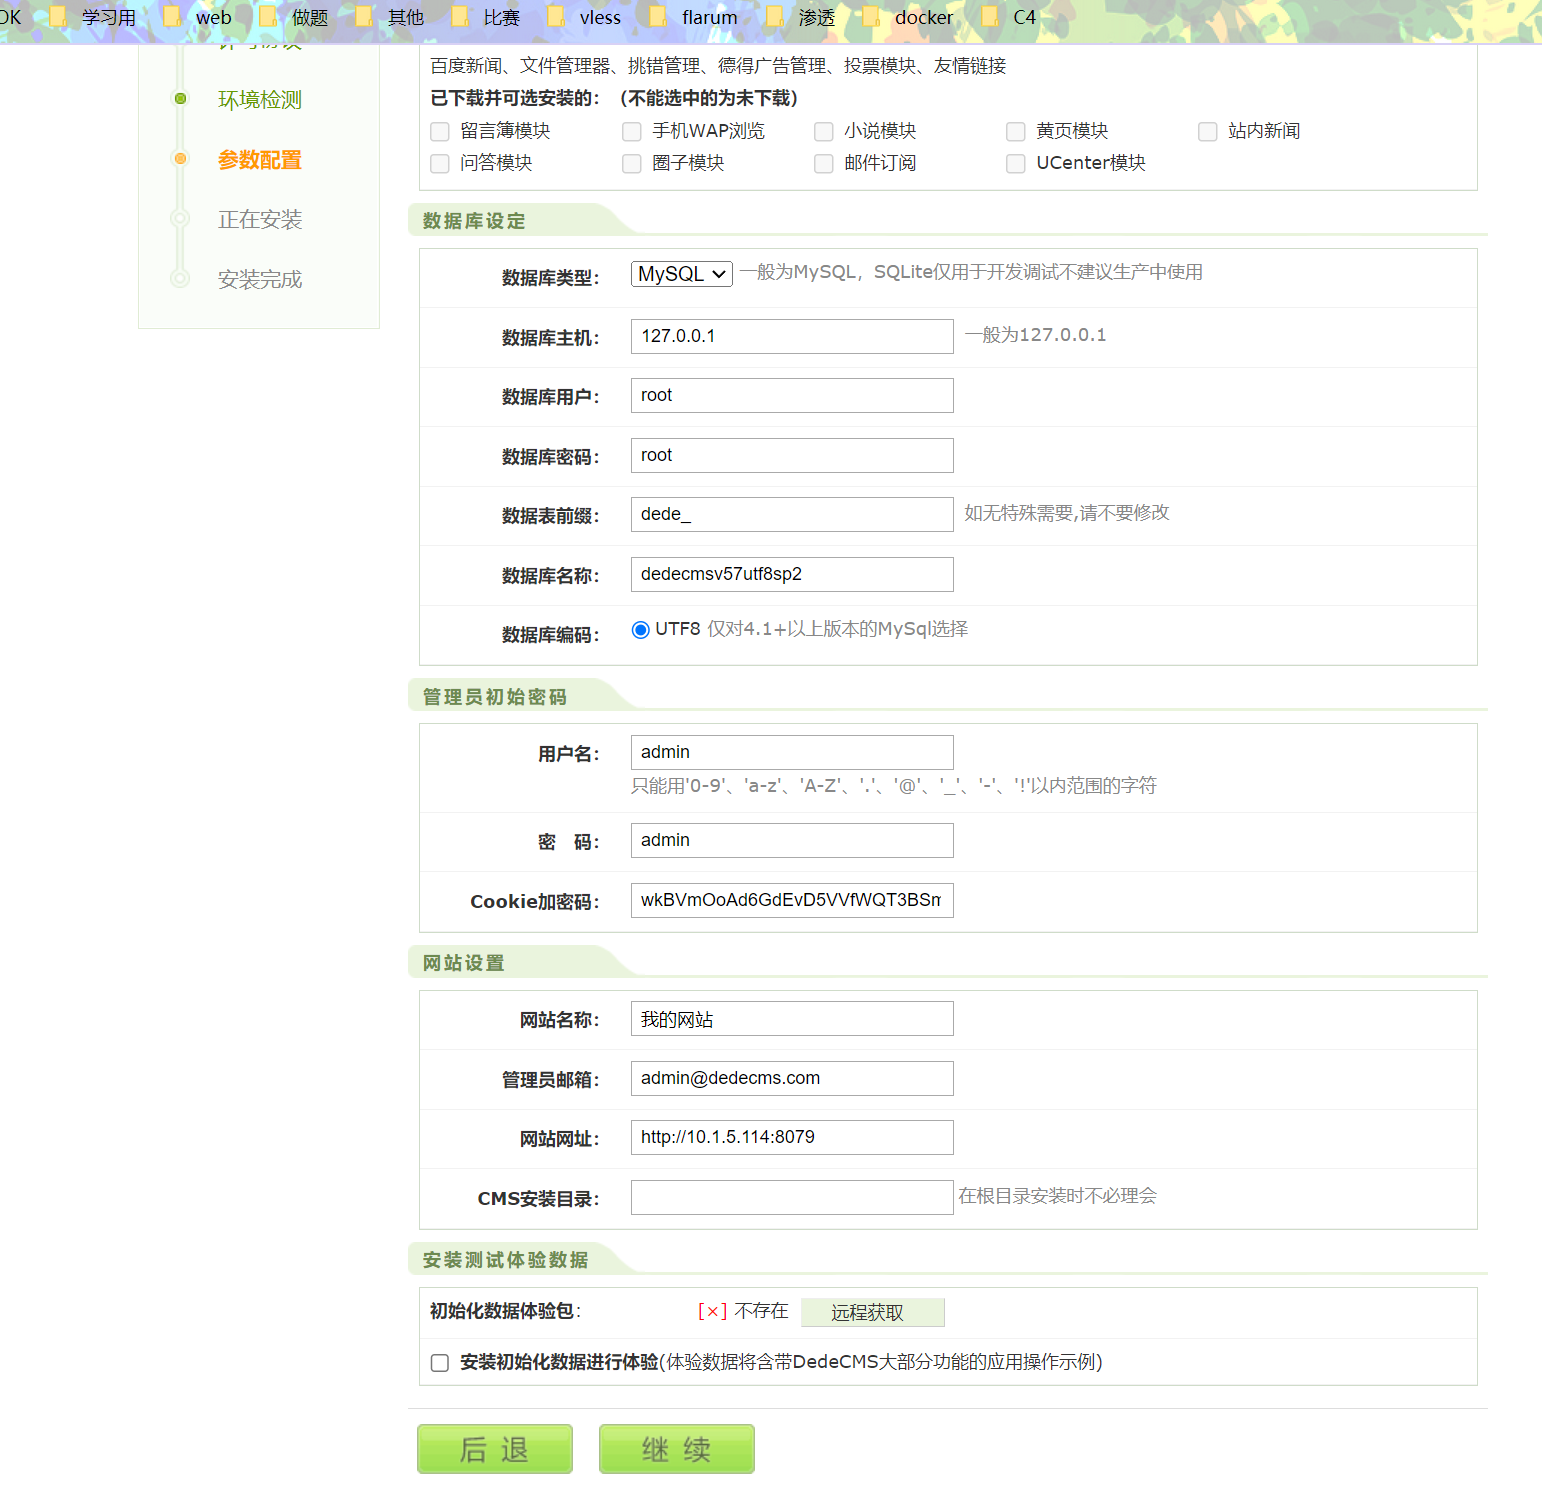 OK 学习用 web 做题 其他 比赛 vless flarum 渗透 docker C4
百度新闻、文件管理器、挑错管理、德得广告管理、投票模块、友情链接
已下载并可选安装的：（不能选中的为未下载）
留言簿模块 手机WAP浏览 小说模块 黄页模块 站内新闻
问答模块 圈子模块 邮件订阅 UCenter模块
环境检测
参数配置
正在安装
安装完成
数据库设定
数据库类型： MySQL 一般为MySQL，SQLite仅用于开发调试不建议生产中使用
数据库主机： 127.0.0.1 一般为127.0.0.1
数据库用户： root
数据库密码： root
数据表前缀： dede_ 如无特殊需要,请不要修改
数据库名称： dedecmsv57utf8sp2
数据库编码： UTF8 仅对4.1+以上版本的MySql选择
管理员初始密码
用户名： admin
只能用'0-9'、'a-z'、'A-Z'、'.'、'@'、'_'、'-'、'!'以内范围的字符
密 码： admin
Cookie加密码： wkBVmOoAd6GdEvD5VVfWQT3BSm
网站设置
网站名称： 我的网站
管理员邮箱： admin@dedecms.com
网站网址： http://10.1.5.114:8079
CMS安装目录： 在根目录安装时不必理会
安装测试体验数据
初始化数据体验包： [×] 不存在 远程获取
安装初始化数据进行体验(体验数据将含带DedeCMS大部分功能的应用操作示例)
后 退 继 续